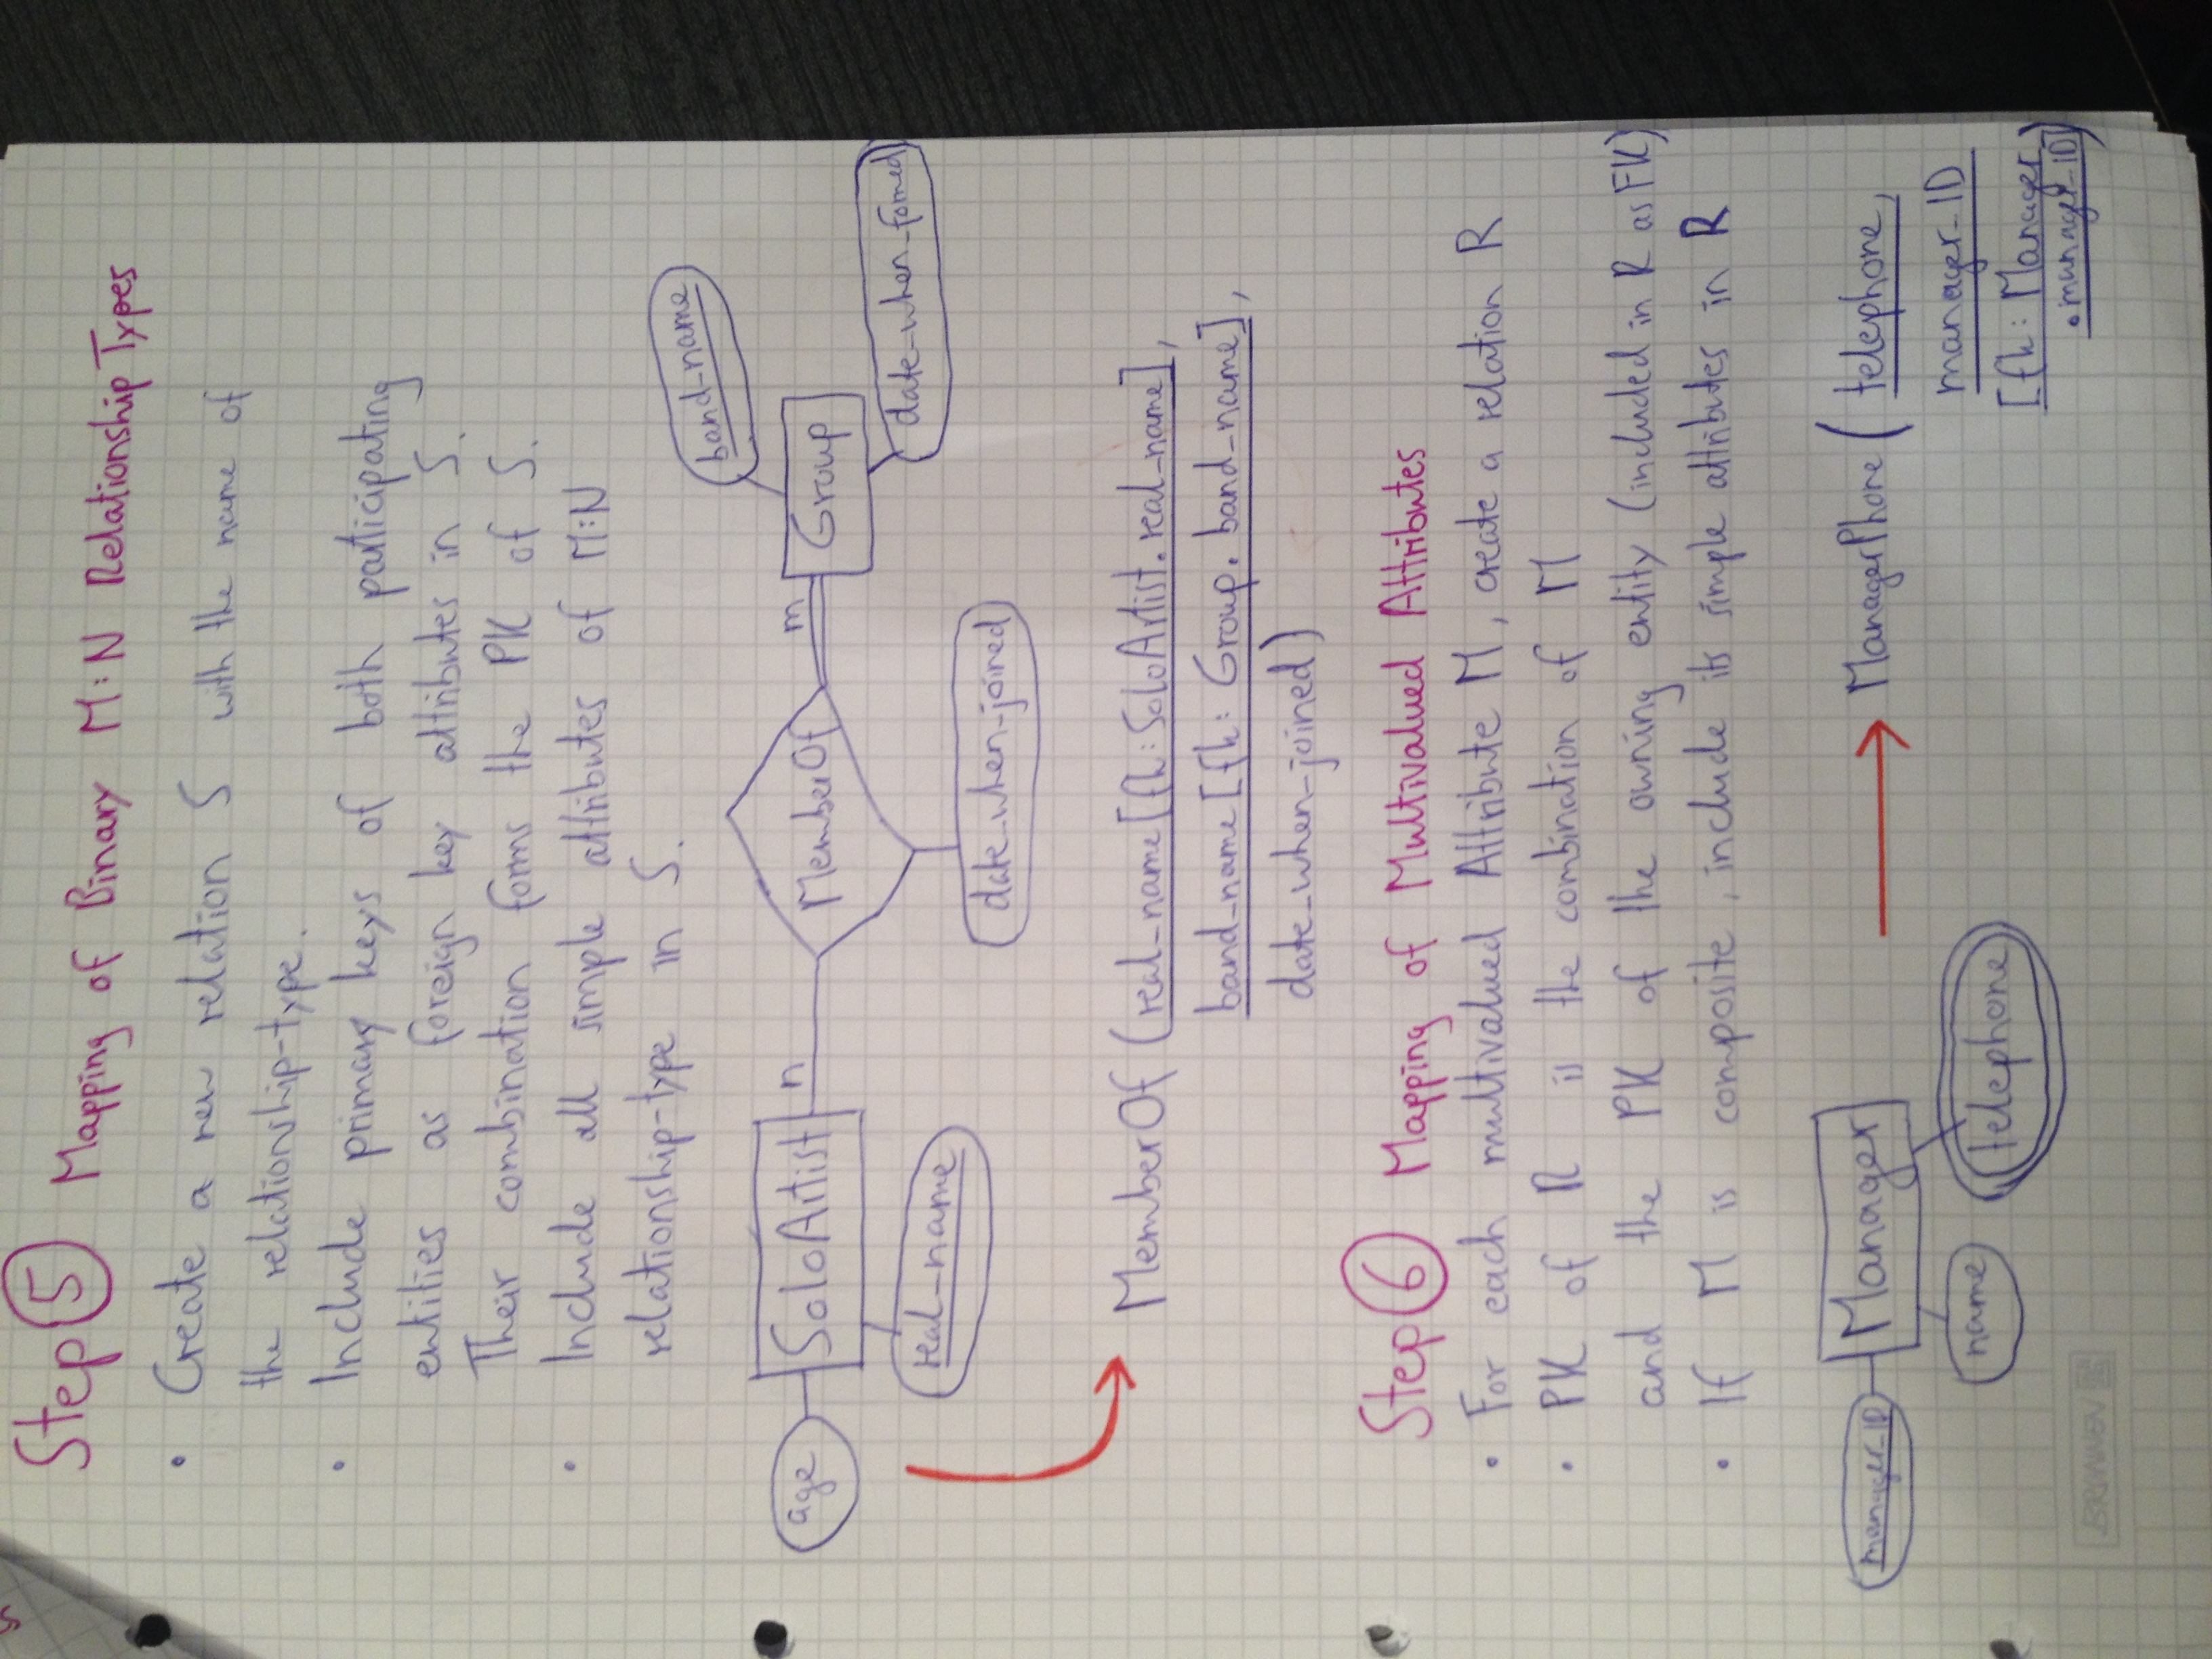 Step 5 Mapping of Binary M:N Relationship Types
• Create a new relation S with the name of
the relationship-type.
• Include primary keys of both participating
entities as foreign key attributes in S.
Their combination forms the PK of S.
• Include all simple attributes of M:N
relationship-type in S.
band_name
age SoloArtist n MemberOf m Group
real_name
date_when_formed
date_when_joined
MemberOf (real_name[fk:SoloArtist.real_name],
band_name[fk: Group.band_name],
date_when_joined)
Step 6 Mapping of Multivalued Attributes
• For each multivalued Attribute M, create a relation R
• PK of R is the combination of M
and the PK of the owning entity (included in R as FK)
• If M is composite, include its simple attributes in R
manager_ID Manager
name
telephone
ManagerPhone ( telephone,
manager_ID
[fk: Manager
.manager_ID])
BRUNNEN